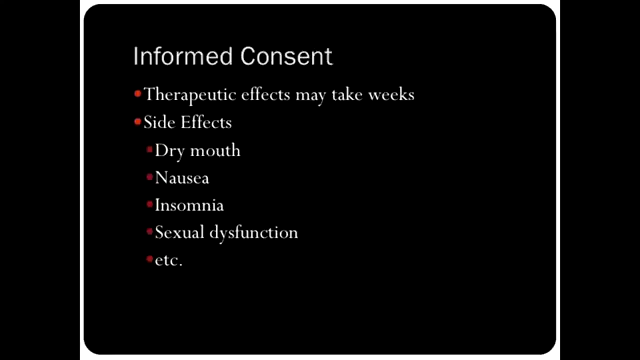 Informed Consent
Therapeutic effects may take weeks
Side Effects
Dry mouth
Nausea
Insomnia
Sexual dysfunction
etc.